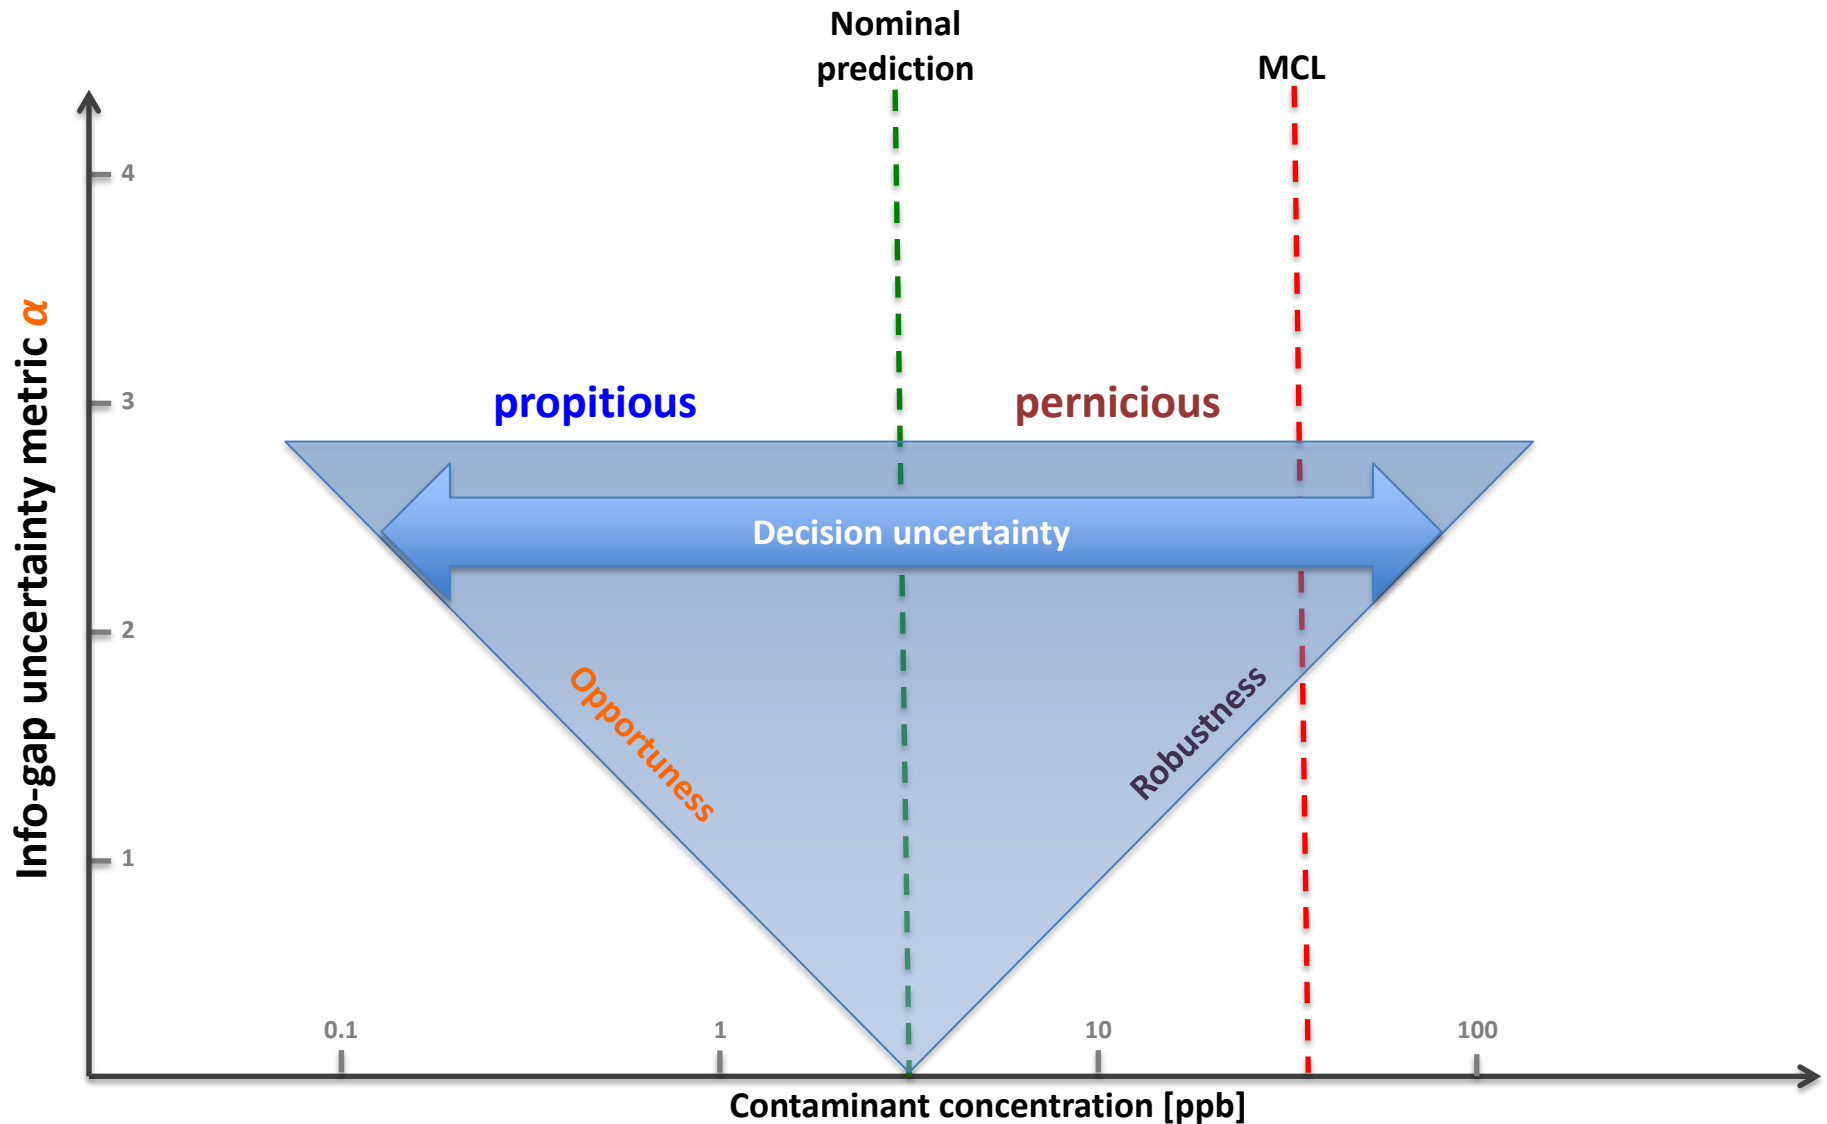 Nominal
prediction
MCL
Info-gap uncertainty metric α
4
3
2
1
propitious
pernicious
Decision uncertainty
Opportuness
Robustness
0.1
1
10
100
Contaminant concentration [ppb]